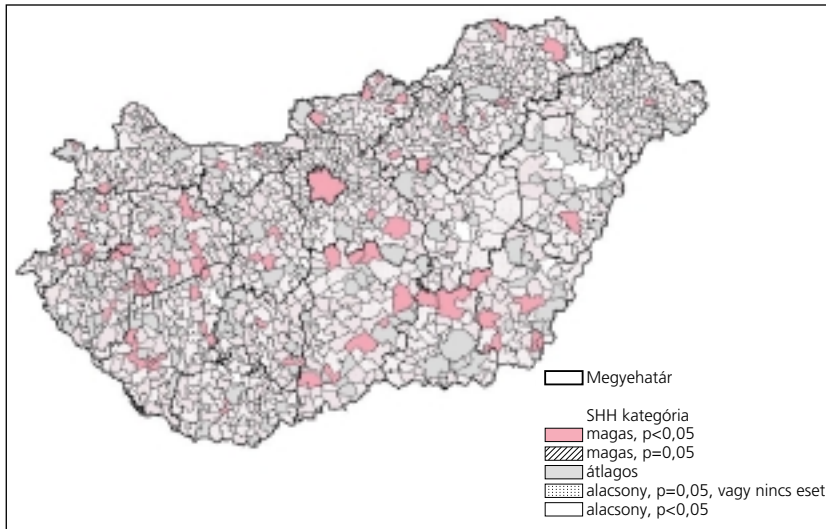 Megyehatár
SHH kategória
magas, p<0,05
magas, p=0,05
átlagos
alacsony, p=0,05, vagy nincs eset
alacsony, p<0,05